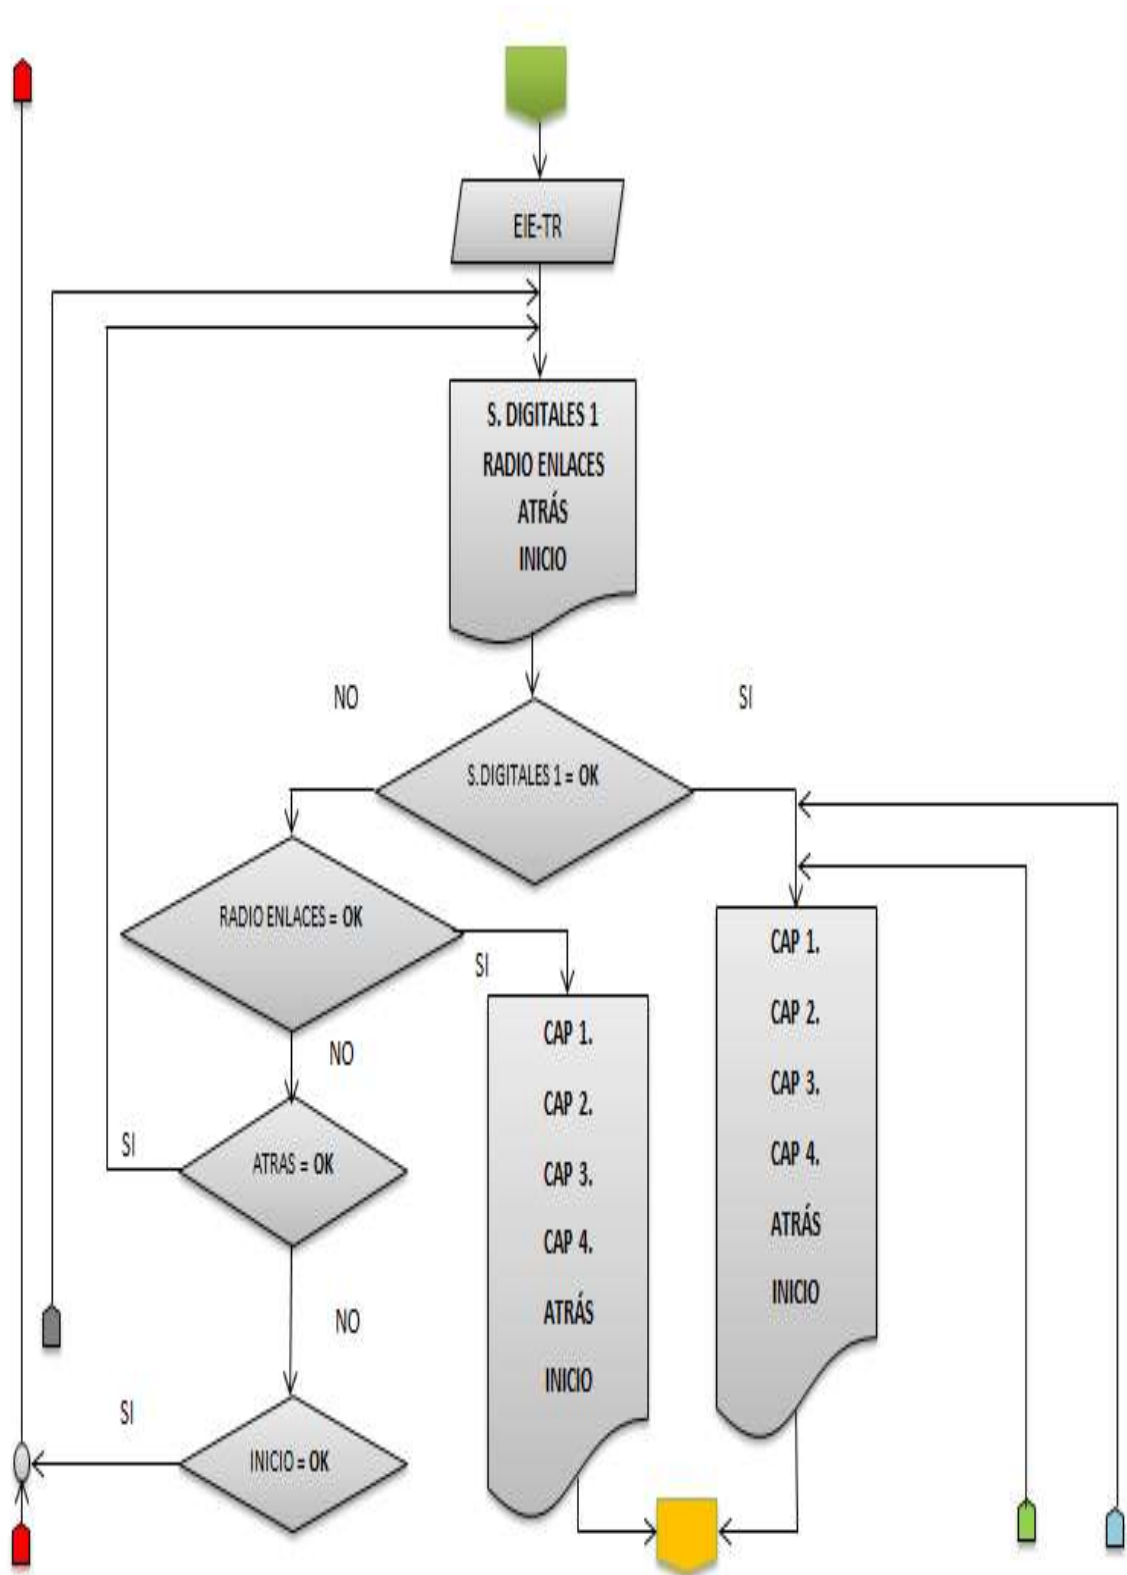 EIE-TR
S. DIGITALES 1
RADIO ENLACES
ATRÁS
INICIO
NO
SI
S.DIGITALES 1 = OK
RADIO ENLACES = OK
SI
NO
CAP 1.
CAP 2.
CAP 3.
CAP 4.
ATRÁS
INICIO
CAP 1.
CAP 2.
CAP 3.
CAP 4.
ATRÁS
INICIO
SI
ATRAS = OK
NO
SI
INICIO = OK